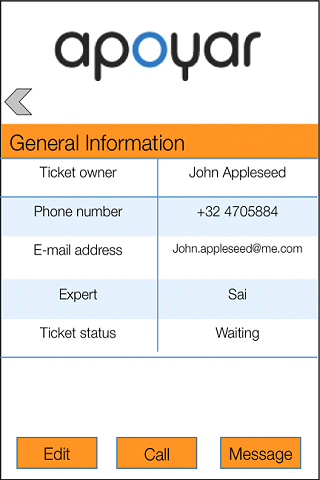 apoyar
General Information
Ticket owner John Appleseed
Phone number +32 4705884
E-mail address John.appleseed@me.com
Expert Sai
Ticket status Waiting
Edit Call Message